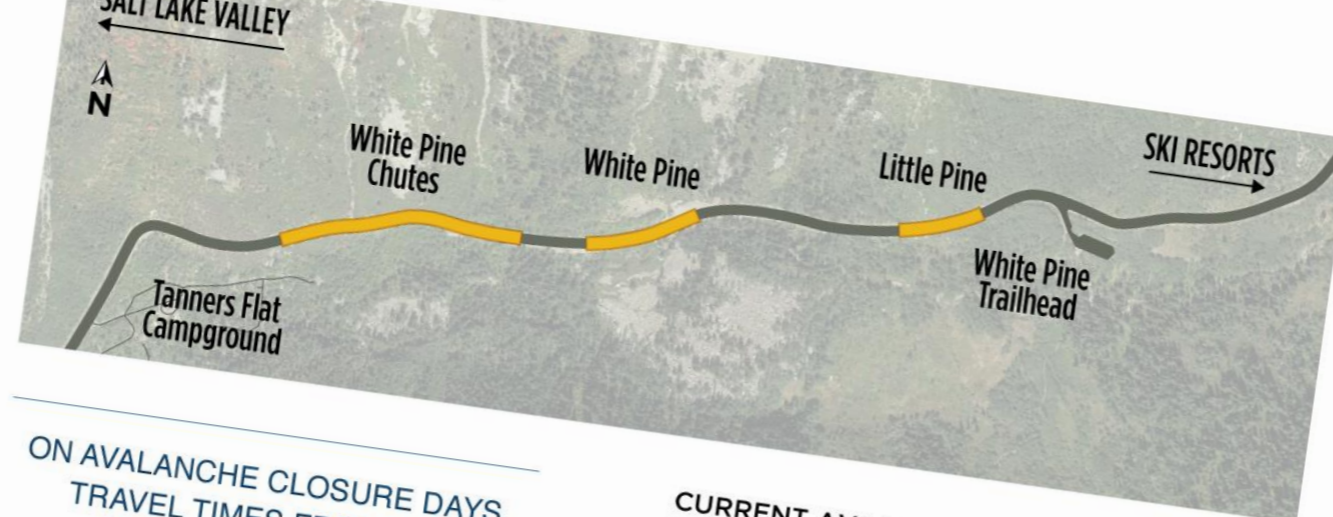 SALT LAKE VALLEY
N
White Pine
Chutes
White Pine
Little Pine
SKI RESORTS
Tanners Flat
Campground
White Pine
Trailhead
ON AVALANCHE CLOSURE DAYS
TRAVEL TIMES
CURRENT